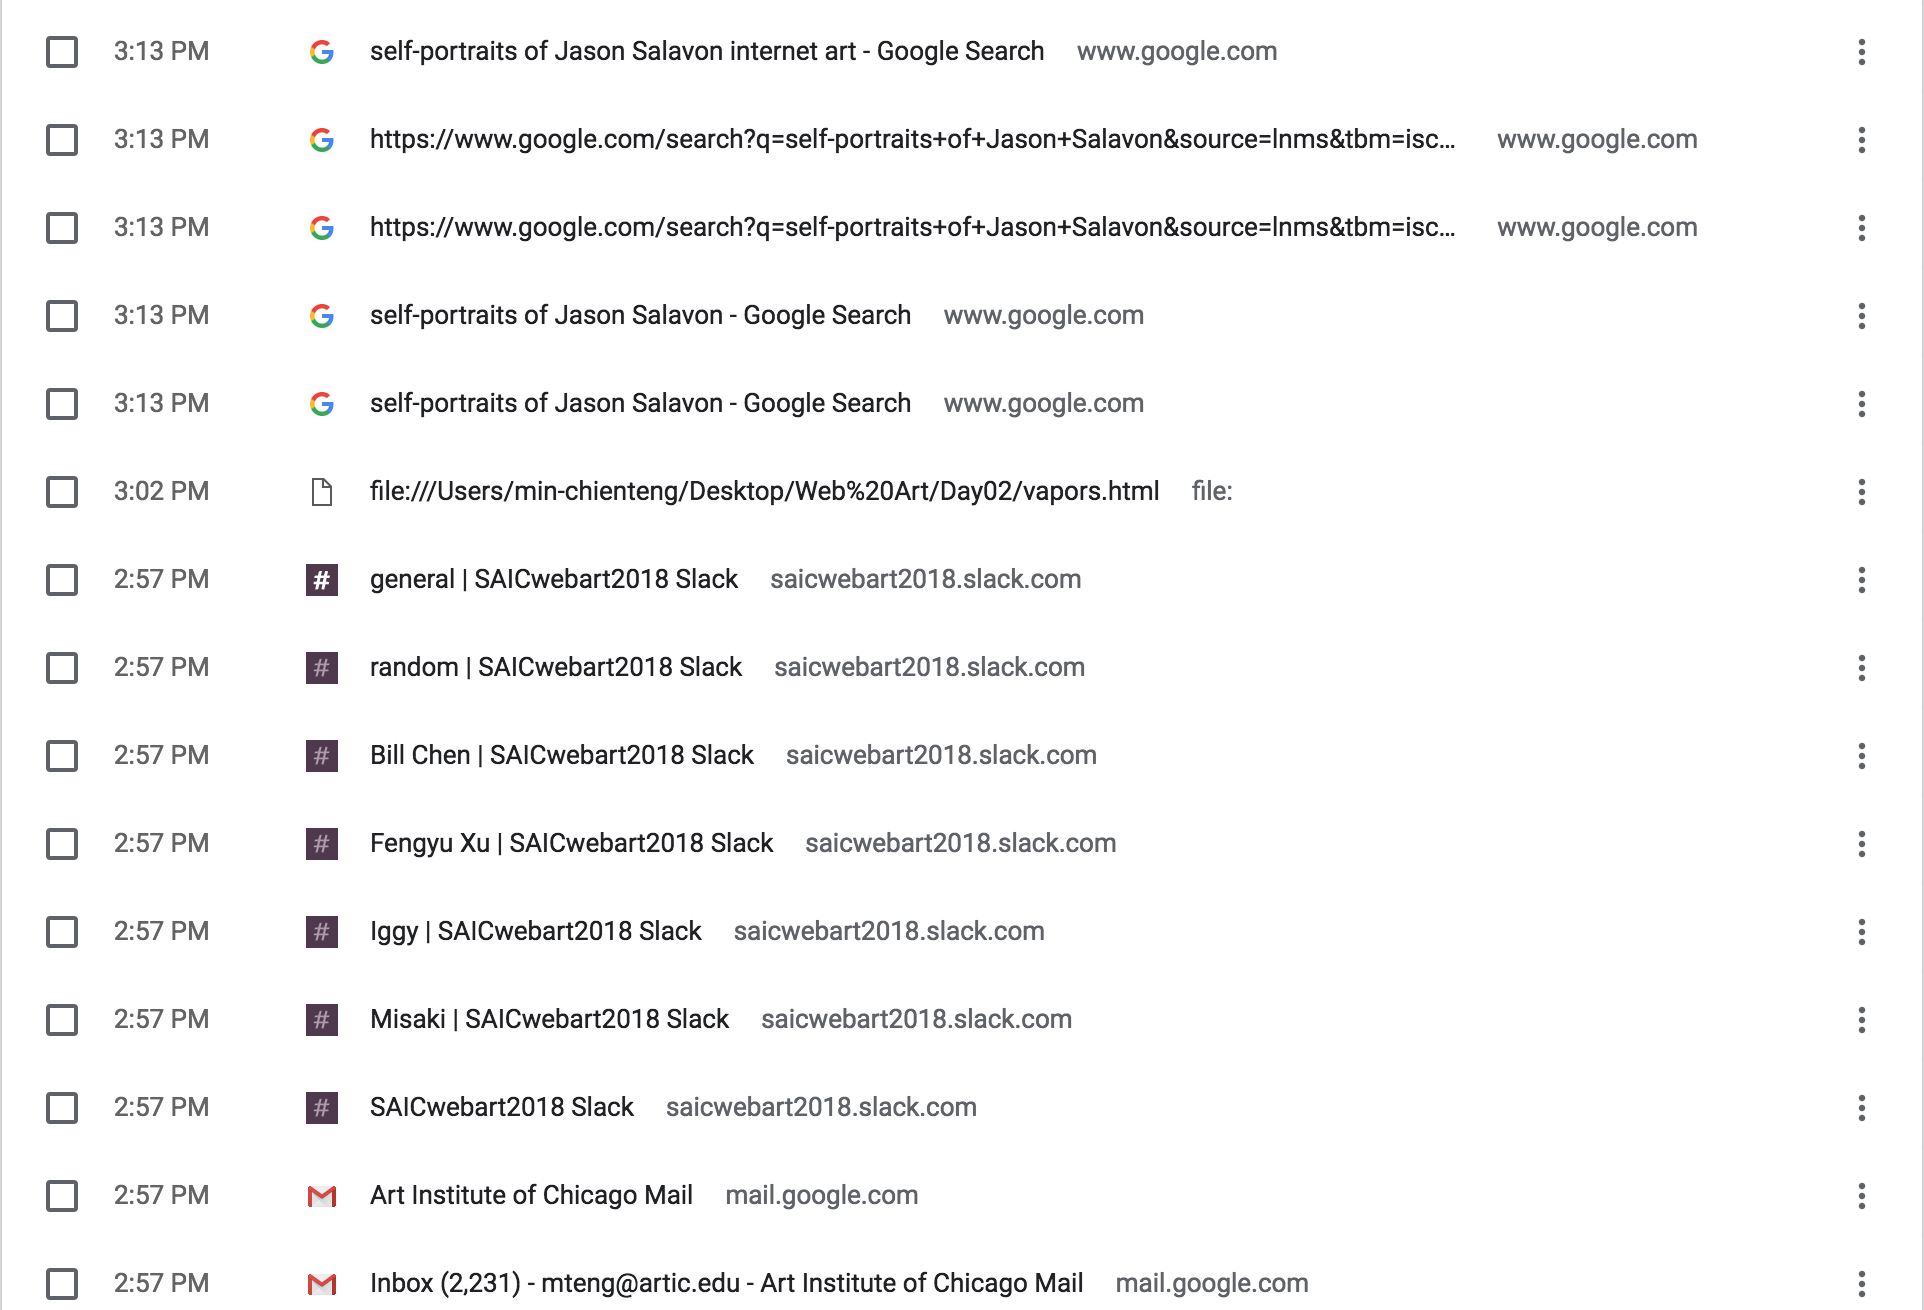 3:13 PM self-portraits of Jason Salavon internet art - Google Search www.google.com
3:13 PM https://www.google.com/search?q=self-portraits+of+Jason+Salavon&source=lnms&tbm=isc... www.google.com
3:13 PM https://www.google.com/search?q=self-portraits+of+Jason+Salavon&source=lnms&tbm=isc... www.google.com
3:13 PM self-portraits of Jason Salavon - Google Search www.google.com
3:13 PM self-portraits of Jason Salavon - Google Search www.google.com
3:02 PM file:///Users/min-chienteng/Desktop/Web%20Art/Day02/vapors.html file:
2:57 PM # general | SAICwebart2018 Slack saicwebart2018.slack.com
2:57 PM # random | SAICwebart2018 Slack saicwebart2018.slack.com
2:57 PM # Bill Chen | SAICwebart2018 Slack saicwebart2018.slack.com
2:57 PM # Fengyu Xu | SAICwebart2018 Slack saicwebart2018.slack.com
2:57 PM # Iggy | SAICwebart2018 Slack saicwebart2018.slack.com
2:57 PM # Misaki | SAICwebart2018 Slack saicwebart2018.slack.com
2:57 PM # SAICwebart2018 Slack saicwebart2018.slack.com
2:57 PM Art Institute of Chicago Mail mail.google.com
2:57 PM Inbox (2,231) - mteng@artic.edu - Art Institute of Chicago Mail mail.google.com